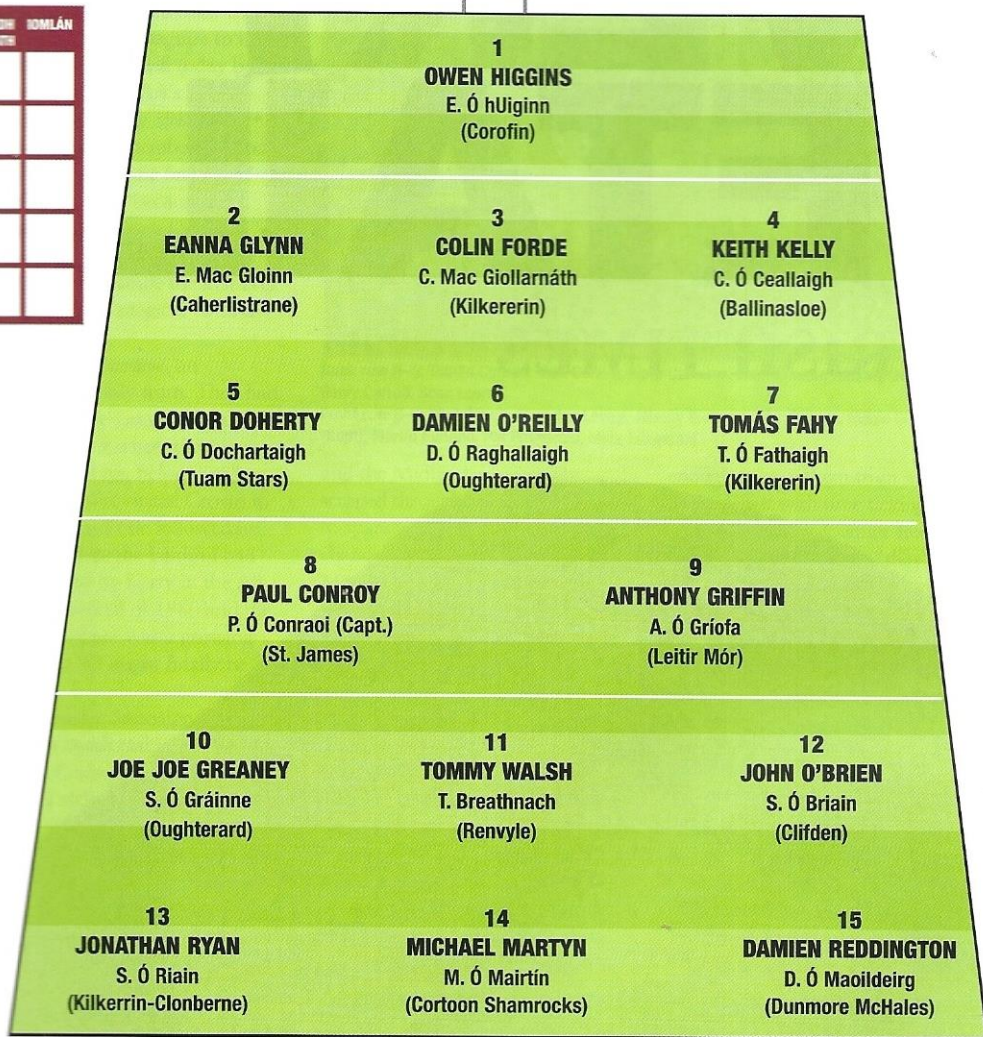 IOMLÁN
1
OWEN HIGGINS
E. Ó hUiginn
(Corofin)
2
EANNA GLYNN
E. Mac Gloinn
(Caherlistrane)
3
COLIN FORDE
C. Mac Giollarnáth
(Kilkererin)
4
KEITH KELLY
C. Ó Ceallaigh
(Ballinasloe)
5
CONOR DOHERTY
C. Ó Dochartaigh
(Tuam Stars)
6
DAMIEN O'REILLY
D. Ó Raghallaigh
(Oughterard)
7
TOMÁS FAHY
T. Ó Fathaigh
(Kilkererin)
8
PAUL CONROY
P. Ó Conraoi (Capt.)
(St. James)
9
ANTHONY GRIFFIN
A. Ó Gríofa
(Leitir Mór)
10
JOE JOE GREANEY
S. Ó Gráinne
(Oughterard)
11
TOMMY WALSH
T. Breathnach
(Renvyle)
12
JOHN O'BRIEN
S. Ó Briain
(Clifden)
13
JONATHAN RYAN
S. Ó Riain
(Kilkerrin-Clonberne)
14
MICHAEL MARTYN
M. Ó Mairtín
(Cortoon Shamrocks)
15
DAMIEN REDDINGTON
D. Ó Maoildeirg
(Dunmore McHales)